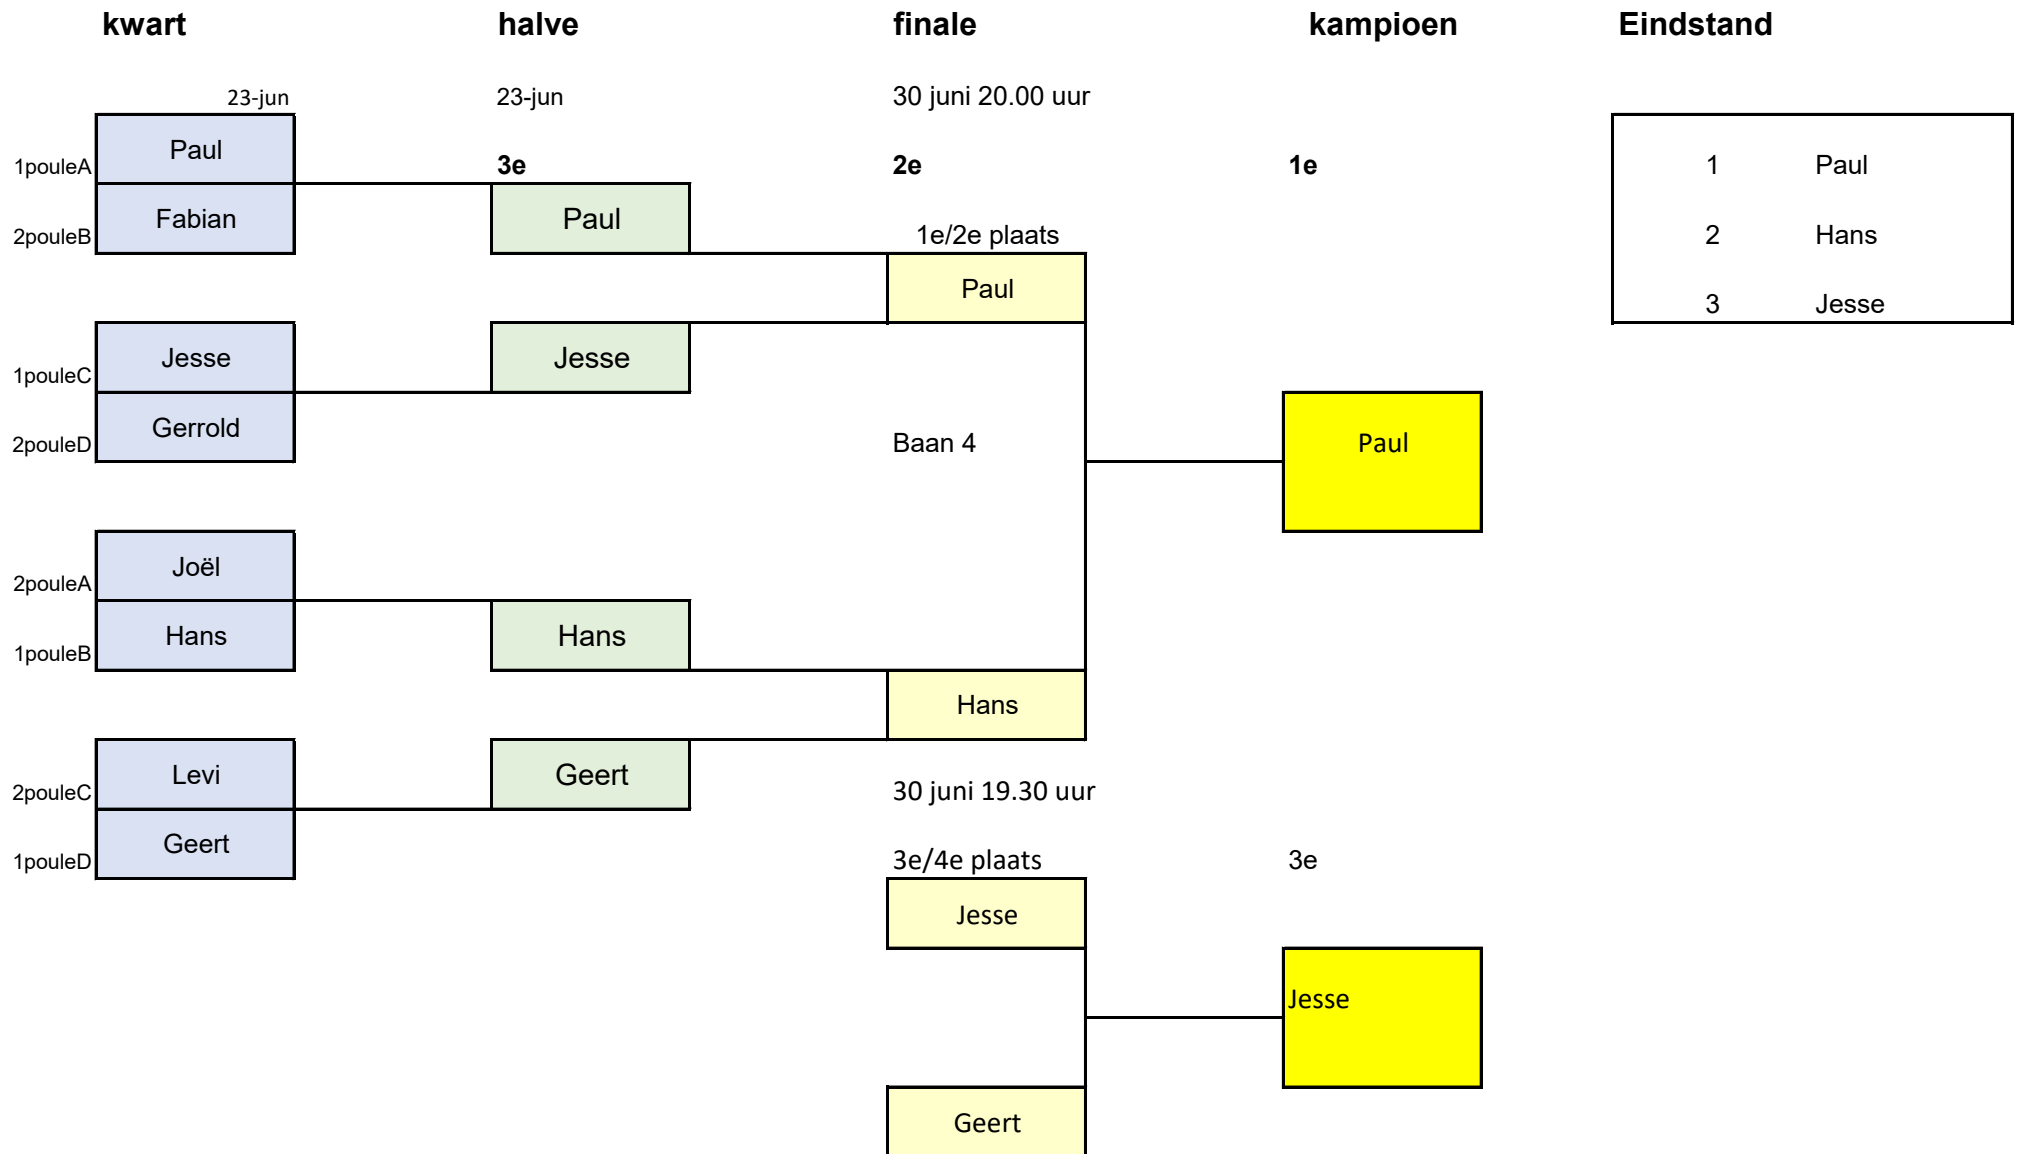 kwart halve finale kampioen Eindstand
23-jun 23-jun 30 juni 20.00 uur
1pouleA Paul 3e 2e 1e 1 Paul
2pouleB Fabian Paul 1e/2e plaats 2 Hans
Paul 3 Jesse
1pouleC Jesse Jesse
2pouleD Gerrold Baan 4 Paul
2pouleA Joël
1pouleB Hans Hans
Hans
2pouleC Levi Geert 30 juni 19.30 uur
1pouleD Geert 3e/4e plaats 3e
Jesse
Jesse
Geert